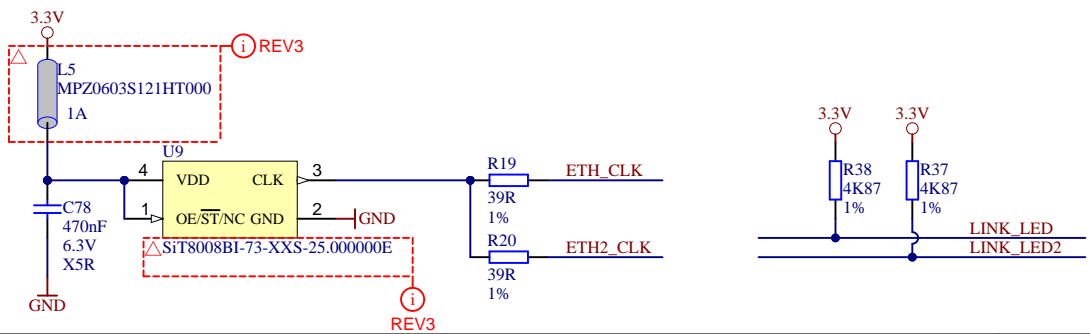 3.3V
i REV3
L5
MPZ0603S121HT000
1A
U9
4 VDD CLK 3
1 OE/ST/NC GND 2 GND
SiT8008BI-73-XXS-25.000000E
i
REV3
C78
470nF
6.3V
X5R
GND
R19 ETH_CLK
39R
1%
R20 ETH2_CLK
39R
1%
3.3V 3.3V
R38 R37
4K87 4K87
1% 1%
LINK_LED
LINK_LED2